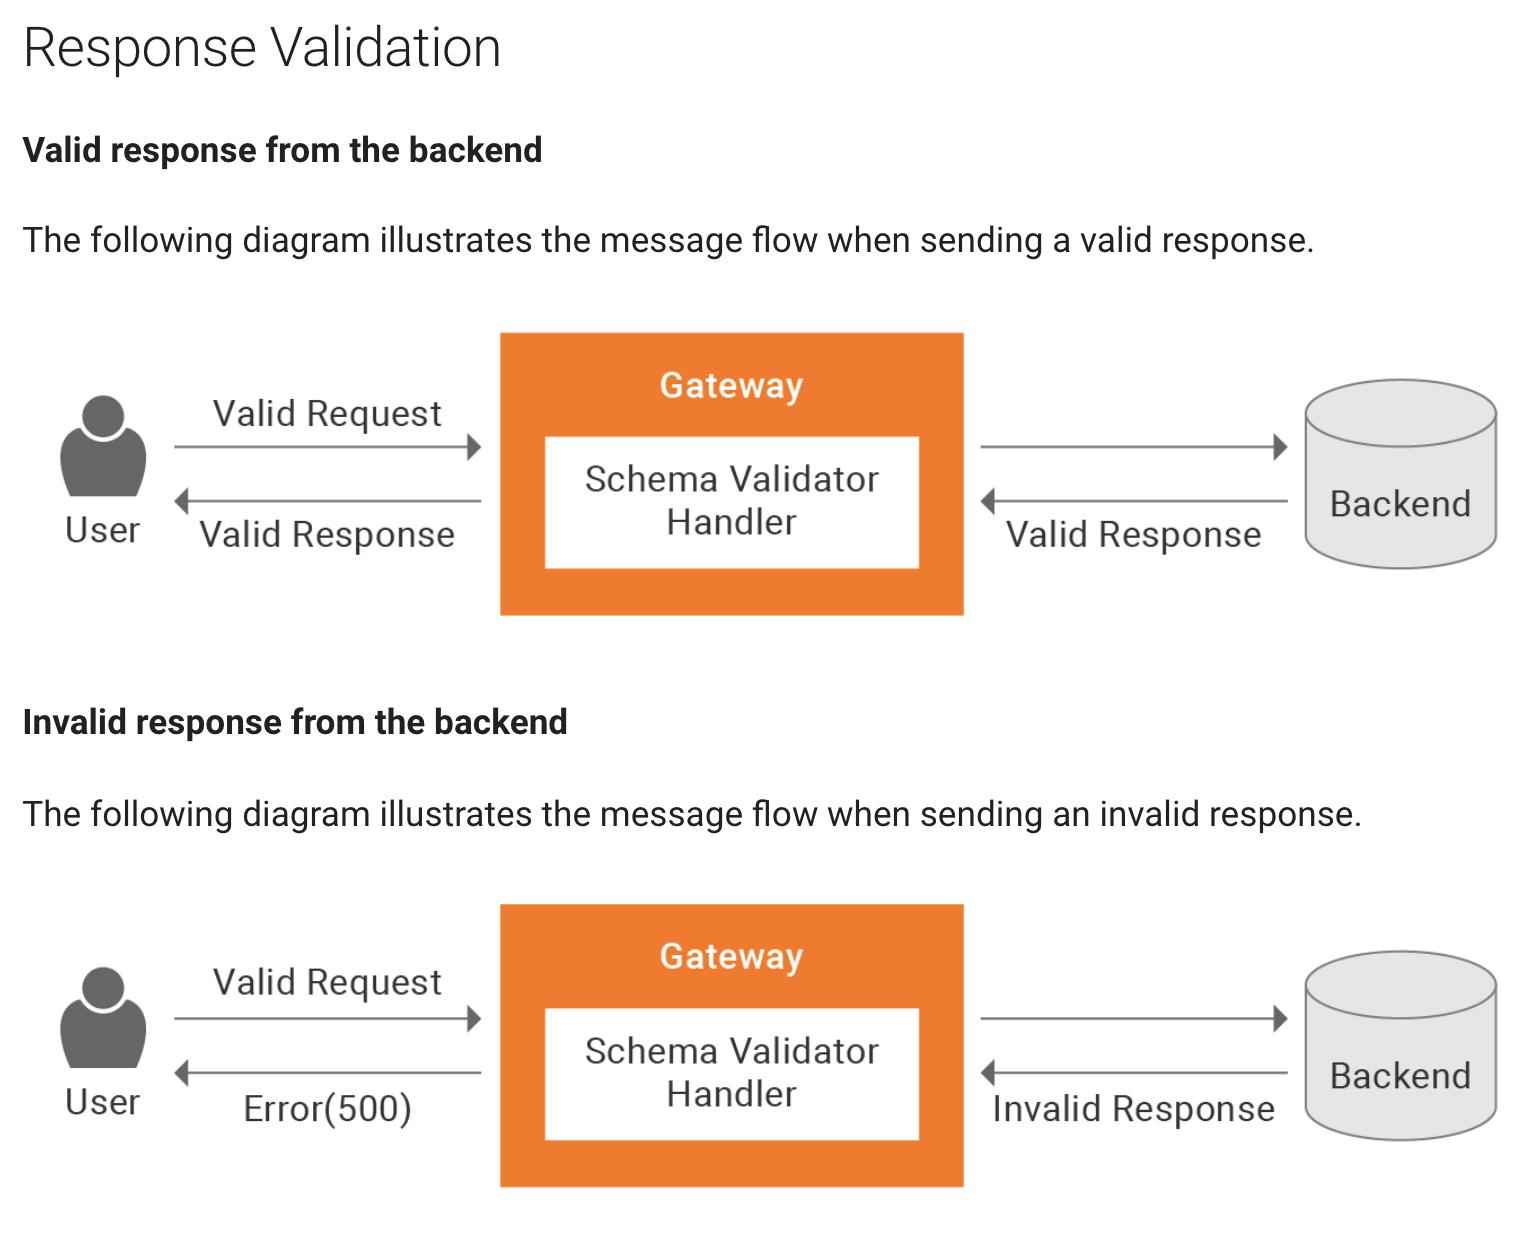 Response Validation
Valid response from the backend
The following diagram illustrates the message flow when sending a valid response.
Gateway
Valid Request
Schema Validator
Handler
User
Valid Response
Valid Response
Backend
Invalid response from the backend
The following diagram illustrates the message flow when sending an invalid response.
Gateway
Valid Request
Schema Validator
Handler
User
Error(500)
Invalid Response
Backend